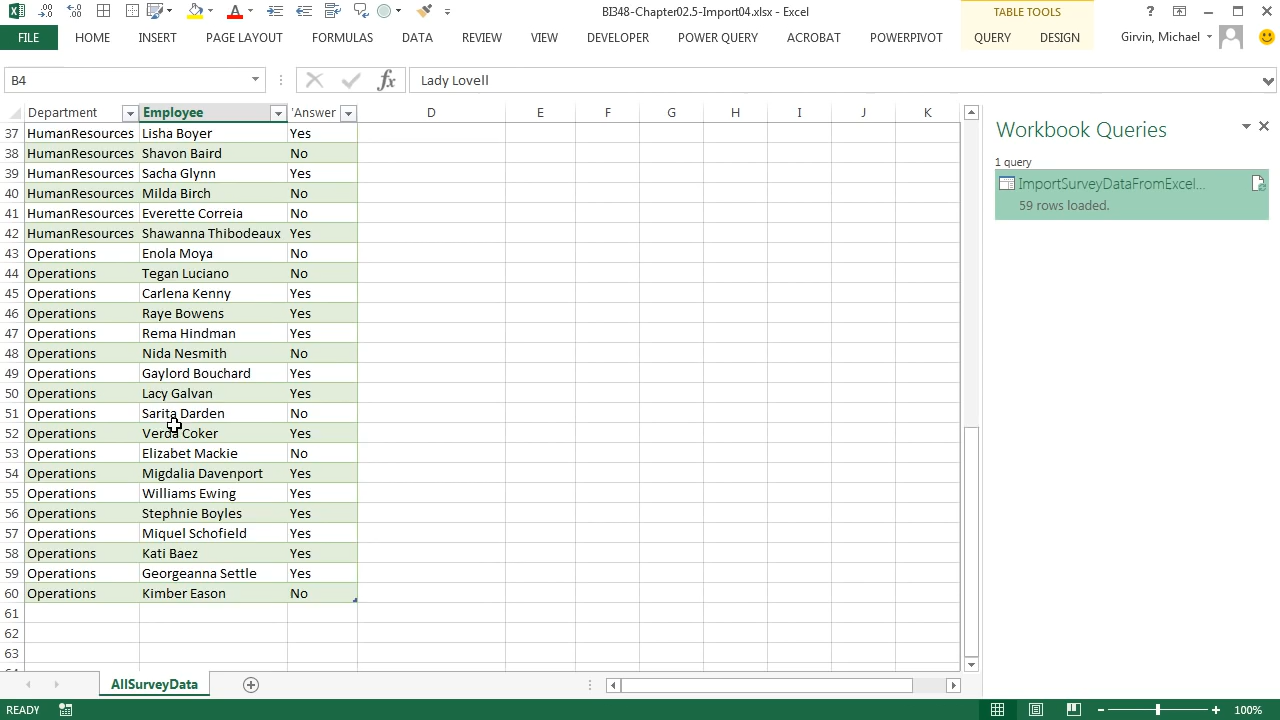 BI348-Chapter02.5-Import04.xlsx - Excel
TABLE TOOLS
FILE HOME INSERT PAGE LAYOUT FORMULAS DATA REVIEW VIEW DEVELOPER POWER QUERY ACROBAT POWERPIVOT QUERY DESIGN Girvin, Michael
B4 fx Lady Lovell
Department Employee 'Answer D E F G H I J K
37 HumanResources Lisha Boyer Yes
38 HumanResources Shavon Baird No
39 HumanResources Sacha Glynn Yes
40 HumanResources Milda Birch No
41 HumanResources Everette Correia No
42 HumanResources Shawanna Thibodeaux Yes
43 Operations Enola Moya No
44 Operations Tegan Luciano No
45 Operations Carlena Kenny Yes
46 Operations Raye Bowens Yes
47 Operations Rema Hindman Yes
48 Operations Nida Nesmith No
49 Operations Gaylord Bouchard Yes
50 Operations Lacy Galvan Yes
51 Operations Sarita Darden No
52 Operations Verda Coker Yes
53 Operations Elizabet Mackie No
54 Operations Migdalia Davenport Yes
55 Operations Williams Ewing Yes
56 Operations Stephnie Boyles Yes
57 Operations Miquel Schofield Yes
58 Operations Kati Baez Yes
59 Operations Georgeanna Settle Yes
60 Operations Kimber Eason No
61
62
63
Workbook Queries
1 query
ImportSurveyDataFromExcel...
59 rows loaded.
AllSurveyData
READY 100%